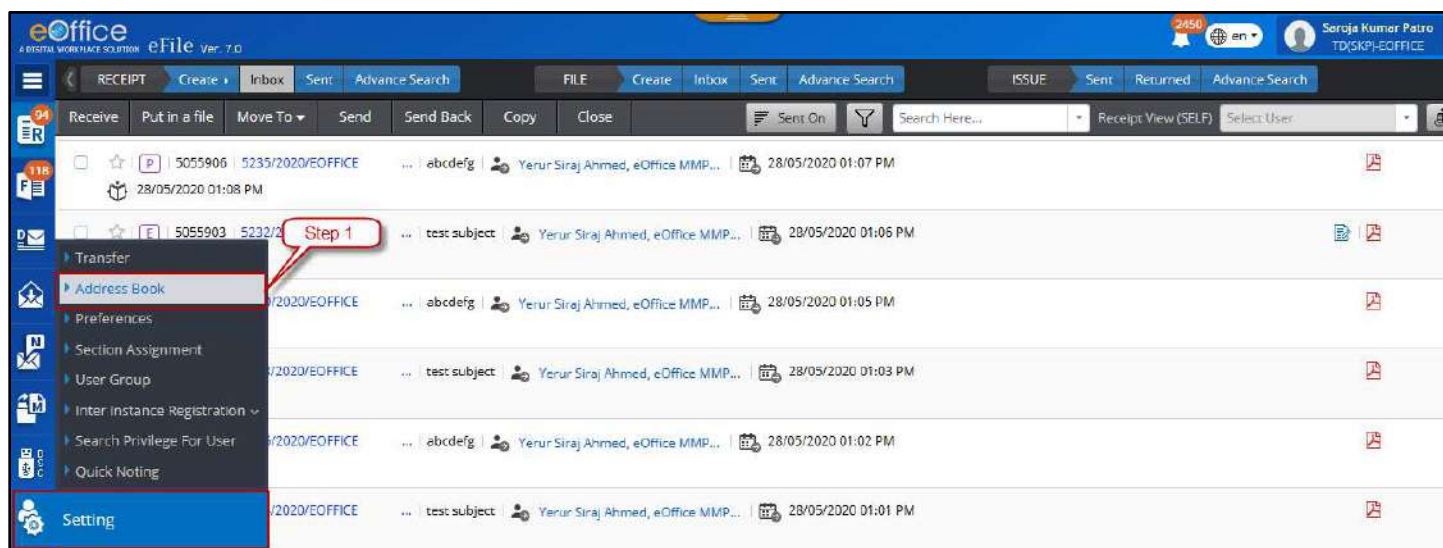 eOffice
A DIGITAL WORKPLACE SOLUTION eFile Ver. 7.0
2450
en
Saroja Kumar Patro
TD(SKP)-EOFFICE
RECEIPT Create Inbox Sent Advance Search FILE Create Inbox Sent Advance Search ISSUE Sent Returned Advance Search
94
R
Receive Put in a file Move To Send Send Back Copy Close Sent On Search Here... Receipt View (SELF) Select User
P 5055906 5235/2020/EOFFICE ... abcdefg Yerur Siraj Ahmed, eOffice MMP... 28/05/2020 01:07 PM
118
F
28/05/2020 01:08 PM
D
E 5055903 5232/2 Step 1 ... test subject Yerur Siraj Ahmed, eOffice MMP... 28/05/2020 01:06 PM
Transfer
Address Book
/2020/EOFFICE ... abcdefg Yerur Siraj Ahmed, eOffice MMP... 28/05/2020 01:05 PM
Preferences
N
Section Assignment
/2020/EOFFICE ... test subject Yerur Siraj Ahmed, eOffice MMP... 28/05/2020 01:03 PM
User Group
M
Inter Instance Registration
Search Privilege For User
/2020/EOFFICE ... abcdefg Yerur Siraj Ahmed, eOffice MMP... 28/05/2020 01:02 PM
DSC
Quick Noting
Setting
/2020/EOFFICE ... test subject Yerur Siraj Ahmed, eOffice MMP... 28/05/2020 01:01 PM